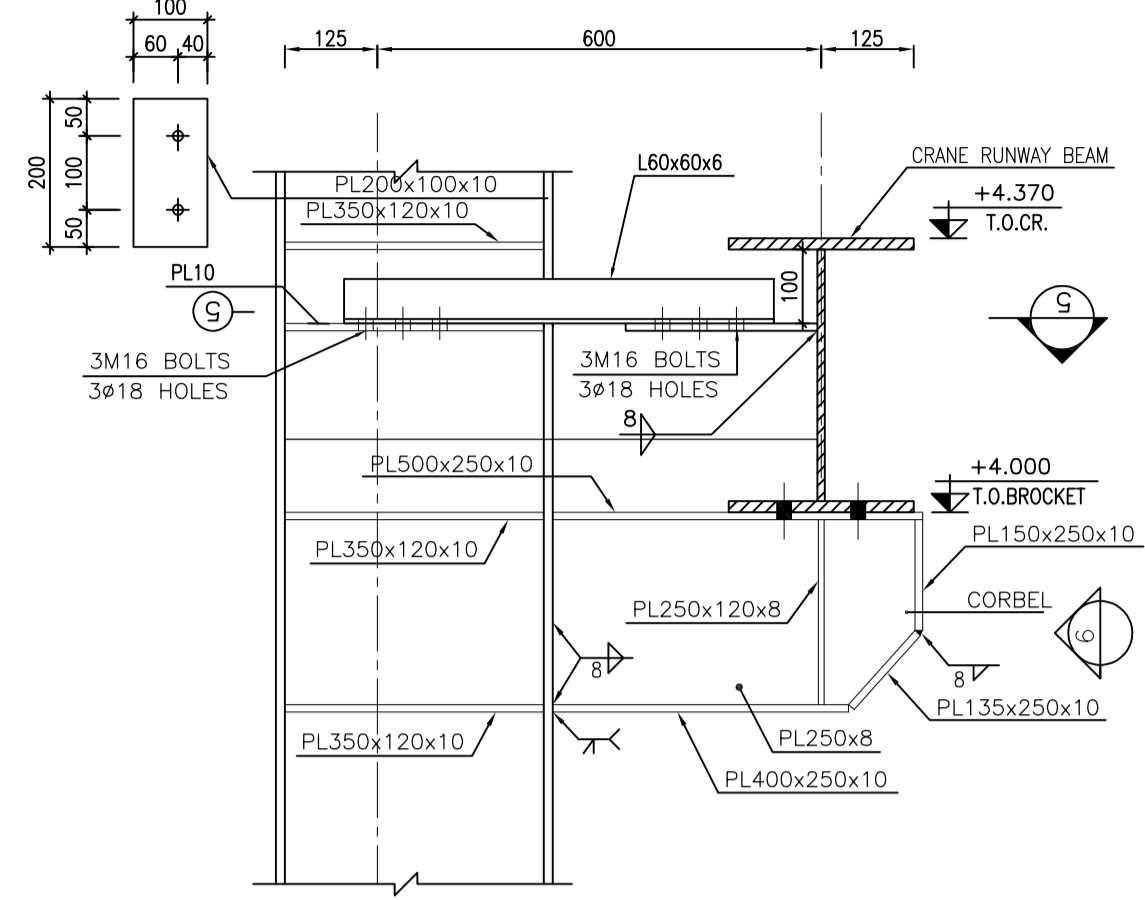 100
60 40
125 600 125
50
100
50
200
PL200x100x10
PL350x120x10
L60x60x6
CRANE RUNWAY BEAM
+4.370
T.O.CR.
PL10
5
100
5
3M16 BOLTS
3ø18 HOLES
3M16 BOLTS
3ø18 HOLES
8
PL500x250x10
+4.000
T.O.BROCKET
PL350x120x10
PL150x250x10
PL250x120x8
CORBEL
6
8
8
PL135x250x10
PL350x120x10
PL250x8
PL400x250x10